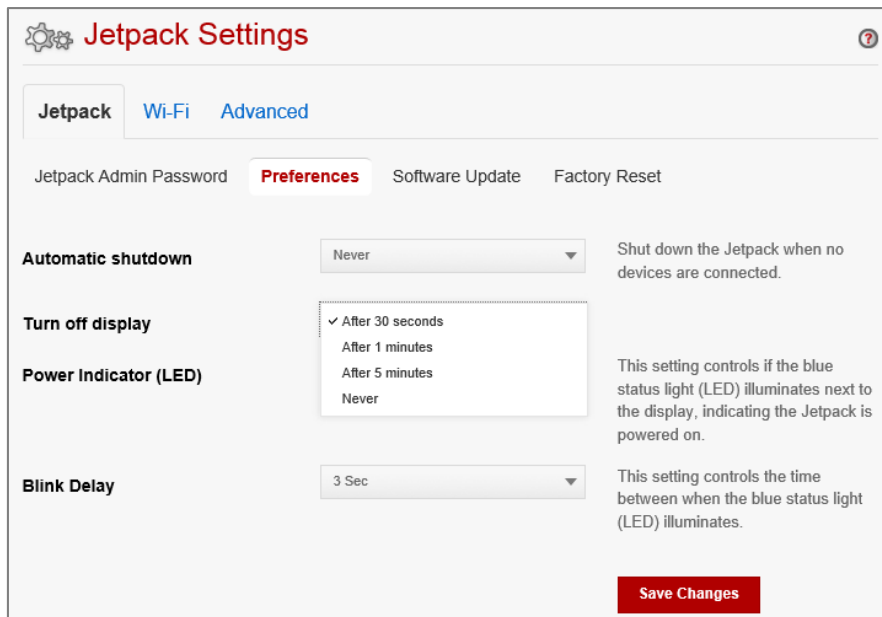 Jetpack Settings
?
Jetpack Wi-Fi Advanced
Jetpack Admin Password Preferences Software Update Factory Reset
Automatic shutdown
Never
Shut down the Jetpack when no
devices are connected.
Turn off display
After 30 seconds
After 1 minutes
After 5 minutes
Never
Power Indicator (LED)
This setting controls if the blue
status light (LED) illuminates next to
the display, indicating the Jetpack is
powered on.
Blink Delay
3 Sec
This setting controls the time
between when the blue status light
(LED) illuminates.
Save Changes